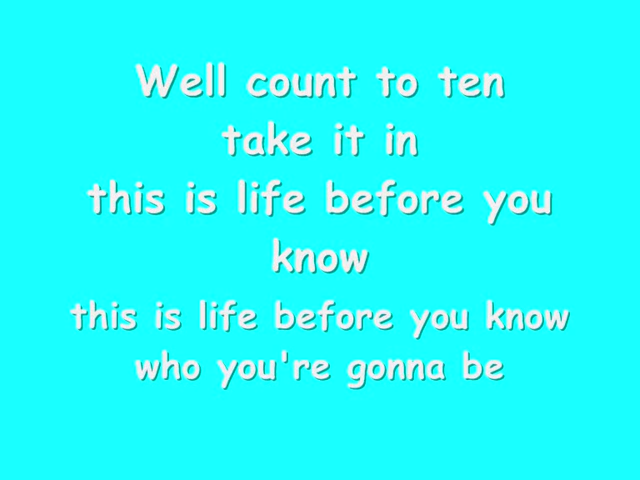 Well count to ten
take it in
this is life before you
know
this is life before you know
who you're gonna be